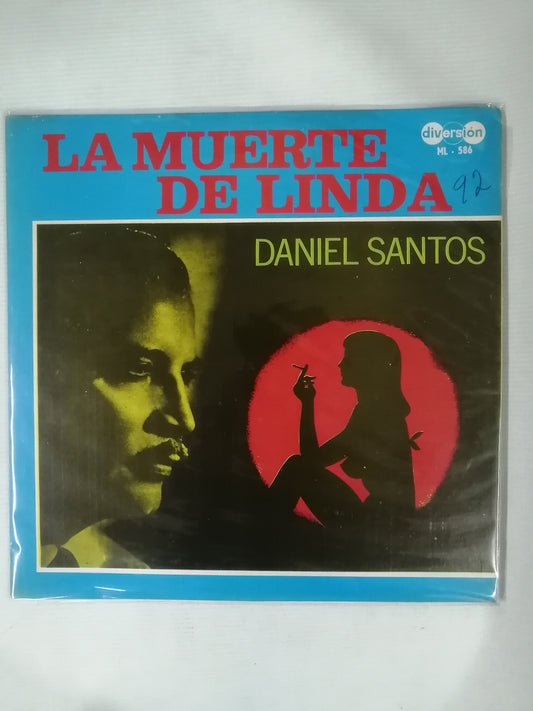 diversión
ML - 586
LA MUERTE
DE LINDA
92
DANIEL SANTOS